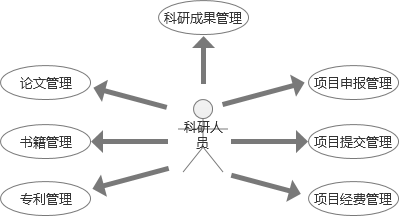 科研成果管理
论文管理
项目申报管理
科研人
员
书籍管理
项目提交管理
专利管理
项目经费管理